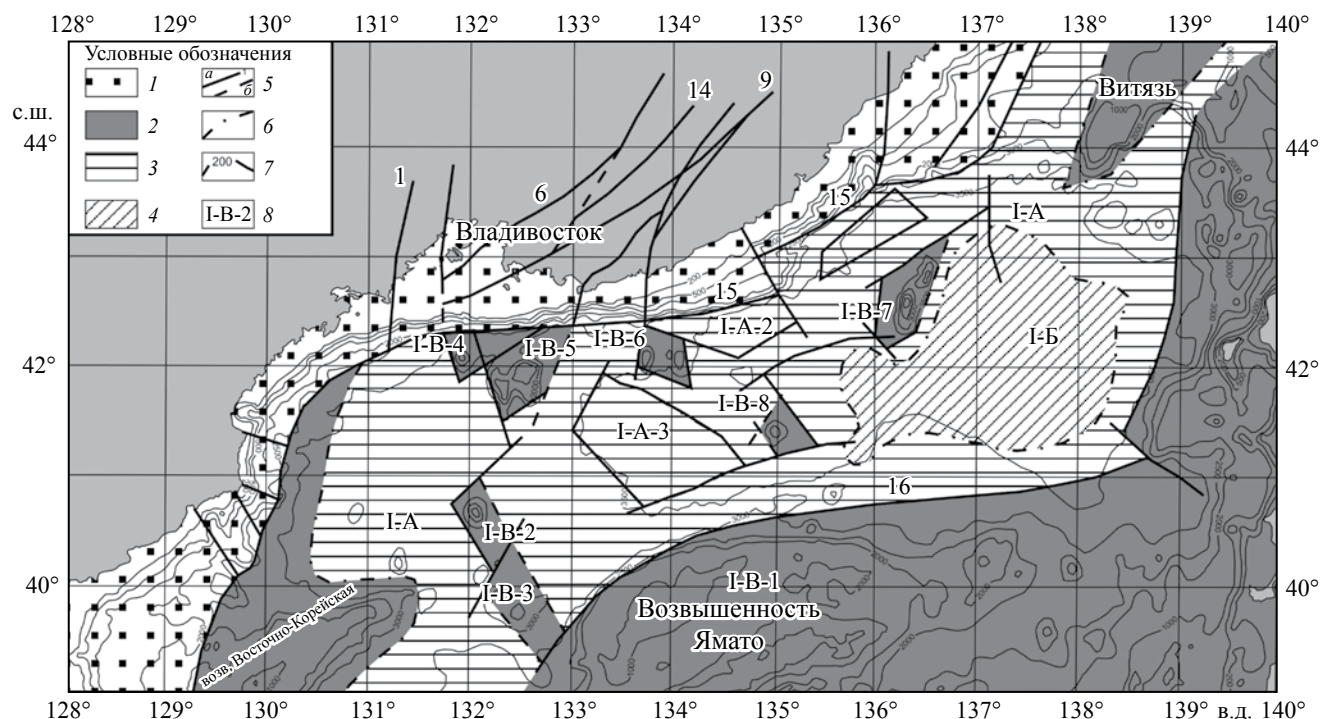 128° 129° 130° 131° 132° 133° 134° 135° 136° 137° 138° 139° 140°
Условные обозначения
1
а
б
5
2
6
3
200
7
4
I-В-2
8
с.ш.
44°
42°
40°
44°
42°
40°
Витязь
9
14
1
6
15
Владивосток
I-А
15
I-В-7
I-А-2
I-В-4
I-В-5
I-В-6
I-Б
I-В-8
I-А-3
16
I-А
I-В-2
I-В-3
I-В-1
Возвышенность
Ямато
возв. Восточно-Корейская
128° 129° 130° 131° 132° 133° 134° 135° 136° 137° 138° в.д. 140°